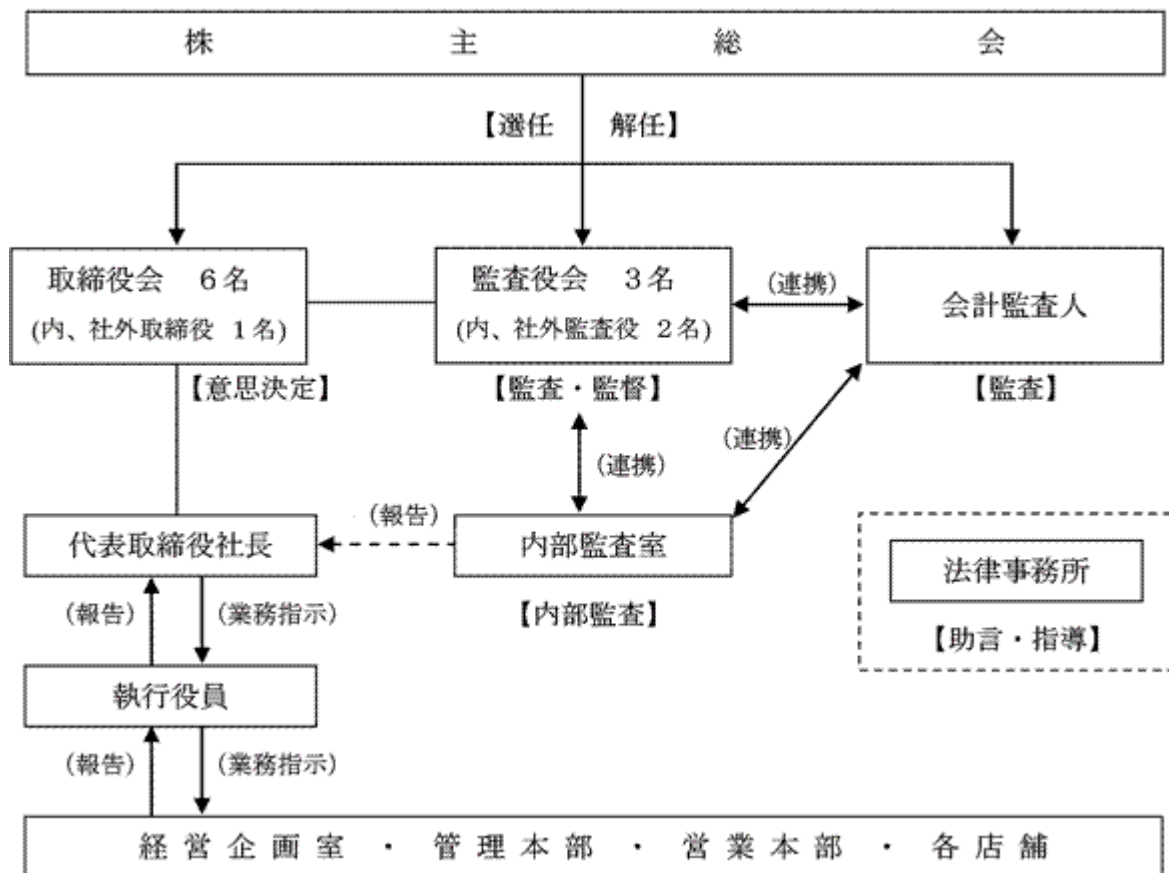 株主総会
【選任 解任】
取締役会 6名
(内、社外取締役 1名)
【意思決定】
監査役会 3名
(内、社外監査役 2名)
【監査・監督】
(連携)
会計監査人
【監査】
(連携)
(連携)
代表取締役社長
(報告)
内部監査室
【内部監査】
法律事務所
【助言・指導】
(報告)
(業務指示)
執行役員
(報告)
(業務指示)
経営企画室・管理本部・営業本部・各店舗